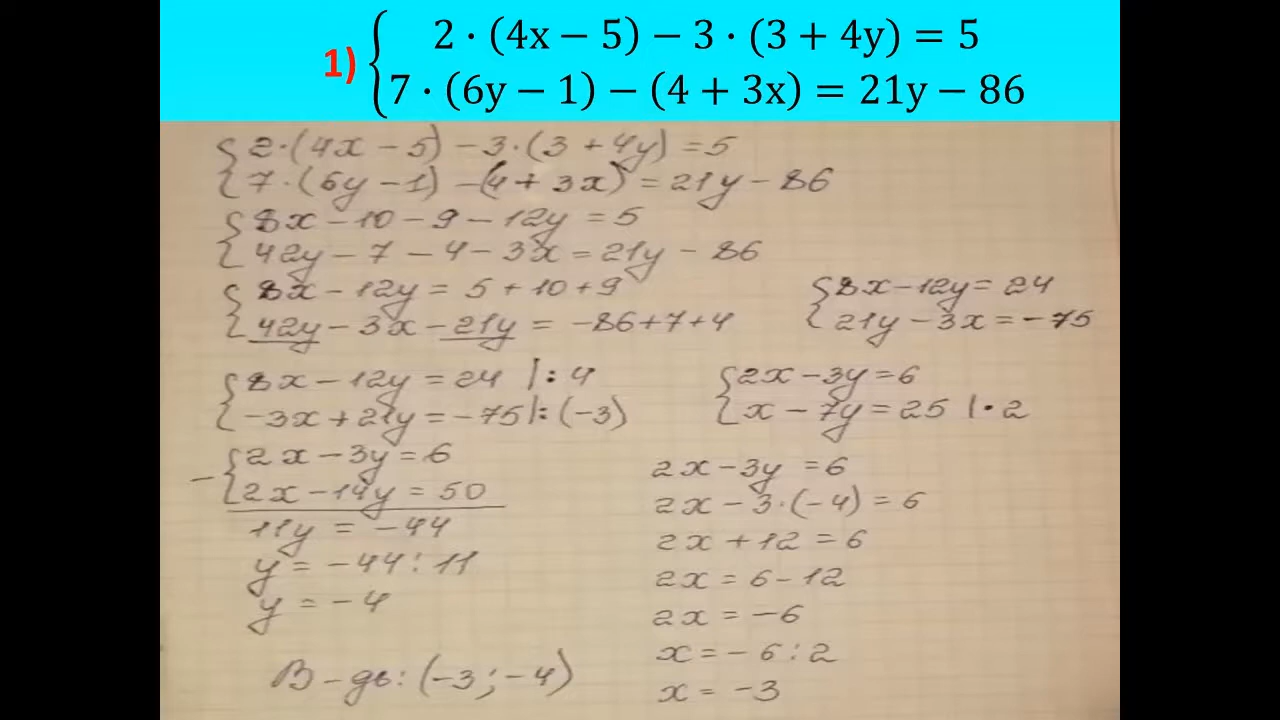 1) { 2·(4x−5)−3·(3+4y)=5
7·(6y−1)−(4+3x)=21y−86
{ 2·(4x−5)−3·(3+4y)=5
7·(6y−1)−(4+3x)=21y−86
{ 8x−10−9−12y=5
42y−7−4−3x=21y−86
{ 8x−12y=5+10+9
42y−3x−21y=−86+7+4
{ 8x−12y=24
21y−3x=−75
{ 8x−12y=24 |:4
−3x+21y=−75|:(−3)
{ 2x−3y=6
x−7y=25 |·2
− { 2x−3y=6
2x−14y=50
11y=−44
y=−44:11
y=−4
2x−3y=6
2x−3·(−4)=6
2x+12=6
2x=6−12
2x=−6
x=−6:2
x=−3
В-дь: (−3;−4)